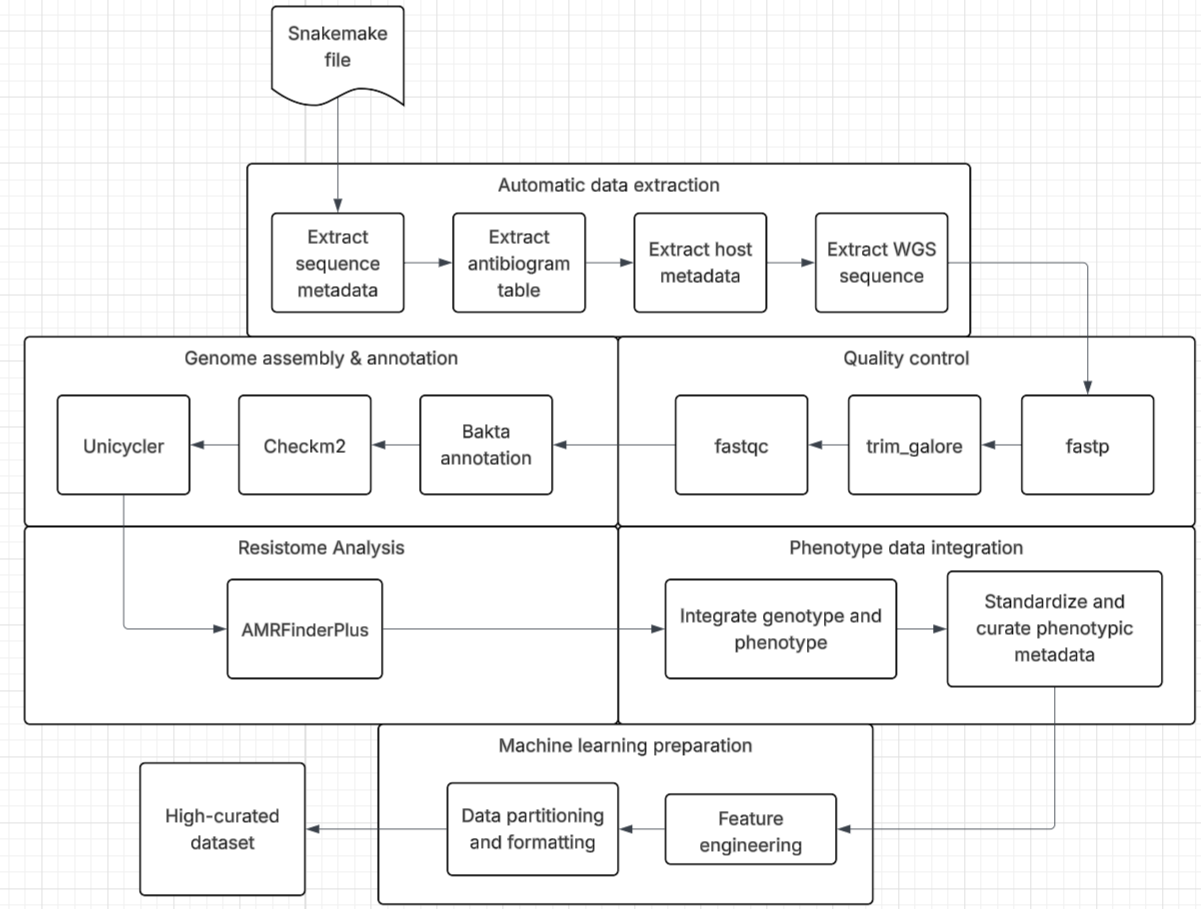 Snakemake
file
Automatic data extraction
Extract
sequence
metadata
Extract
antibiogram
table
Extract host
metadata
Extract WGS
sequence
Genome assembly & annotation
Unicycler
Checkm2
Bakta
annotation
Quality control
fastqc
trim_galore
fastp
Resistome Analysis
AMRFinderPlus
Phenotype data integration
Integrate genotype and
phenotype
Standardize and
curate phenotypic
metadata
Machine learning preparation
High-curated
dataset
Data partitioning
and formatting
Feature
engineering